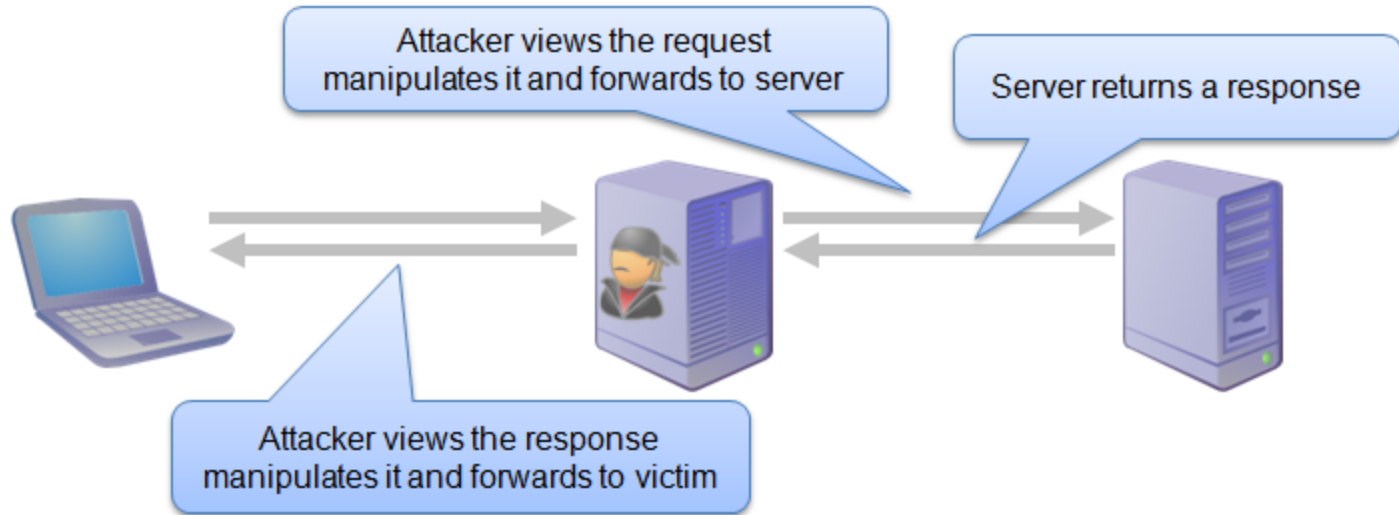 Attacker views the request
manipulates it and forwards to server
Server returns a response
Attacker views the response
manipulates it and forwards to victim